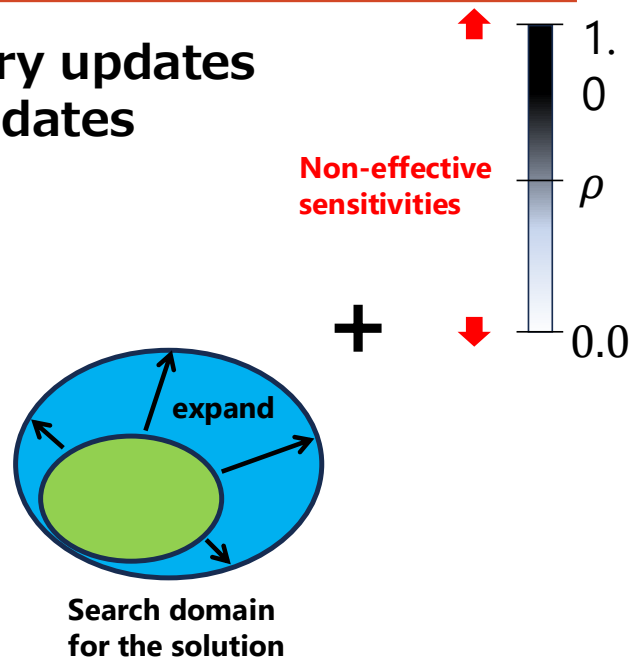 ry updates
dates
1.
0
Non-effective
sensitivities
ρ
+
0.0
expand
Search domain
for the solution